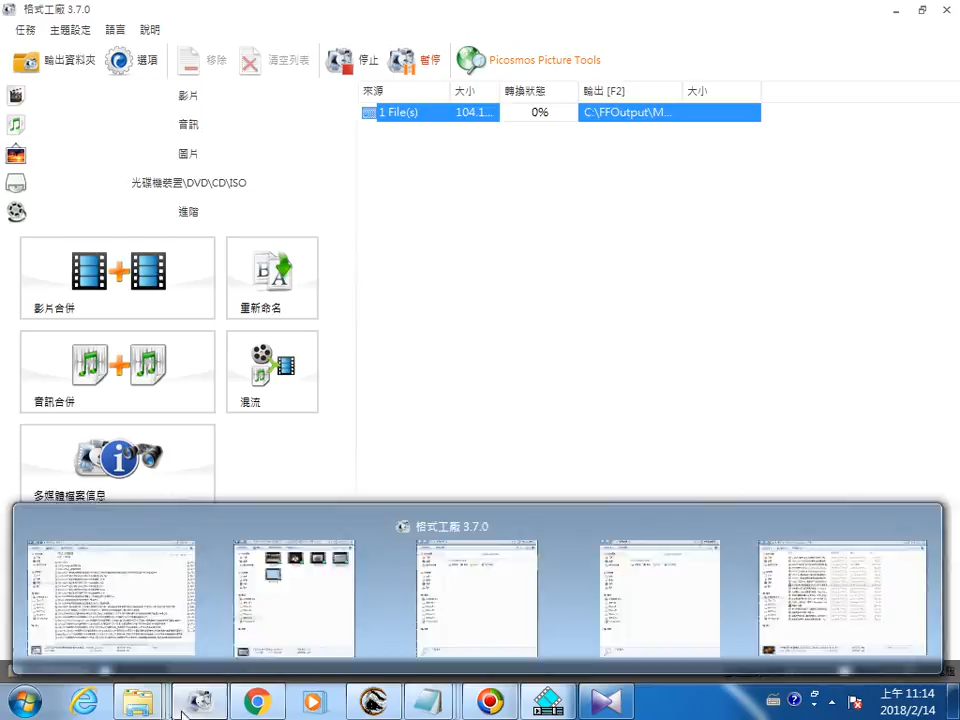 格式工廠 3.7.0
任務 主題設定 語言 說明
輸出資料夾 選項 移除 清空列表 停止 暫停 Picosmos Picture Tools
影片
音訊
圖片
光碟機裝置\DVD\CD\ISO
進階
來源 大小 轉換狀態 輸出 [F2] 大小
1 File(s) 104.1... 0% C:\FFOutput\M...
影片合併
重新命名
音訊合併
混流
多媒體檔案信息
格式工廠 3.7.0
上午 11:14
2018/2/14